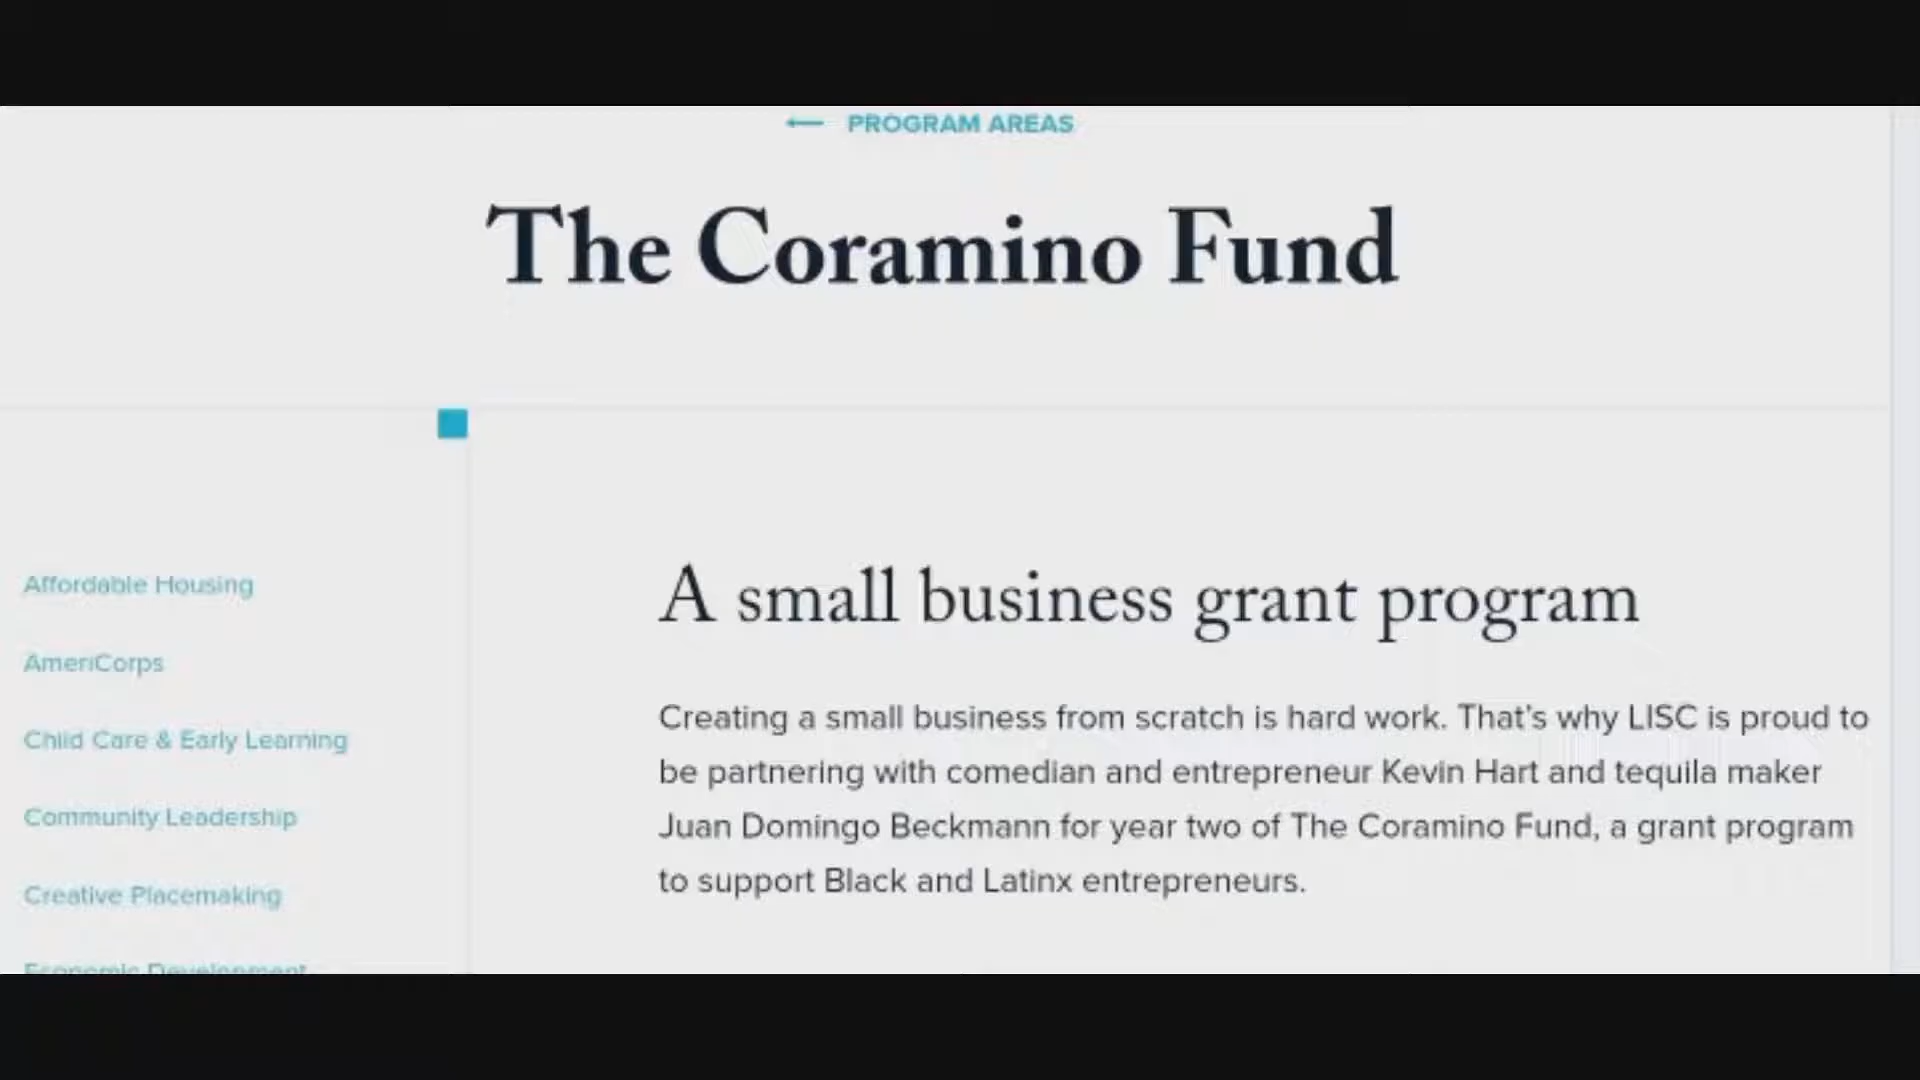 PROGRAM AREAS
The Coramino Fund
Affordable Housing
AmeriCorps
Child Care & Early Learning
Community Leadership
Creative Placemaking
Economic Development
A small business grant program
Creating a small business from scratch is hard work. That’s why LISC is proud to
be partnering with comedian and entrepreneur Kevin Hart and tequila maker
Juan Domingo Beckmann for year two of The Coramino Fund, a grant program
to support Black and Latinx entrepreneurs.